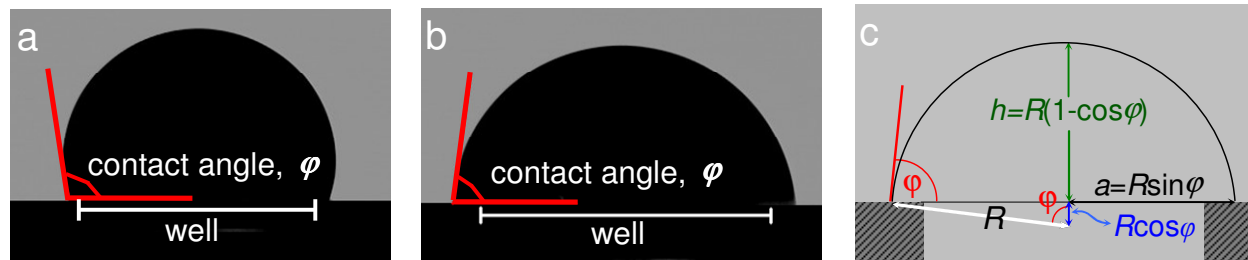 a
contact angle, φ
well
b
contact angle, φ
well
c
h=R(1-cosφ)
φ
a=Rsinφ
φ
R
Rcosφ